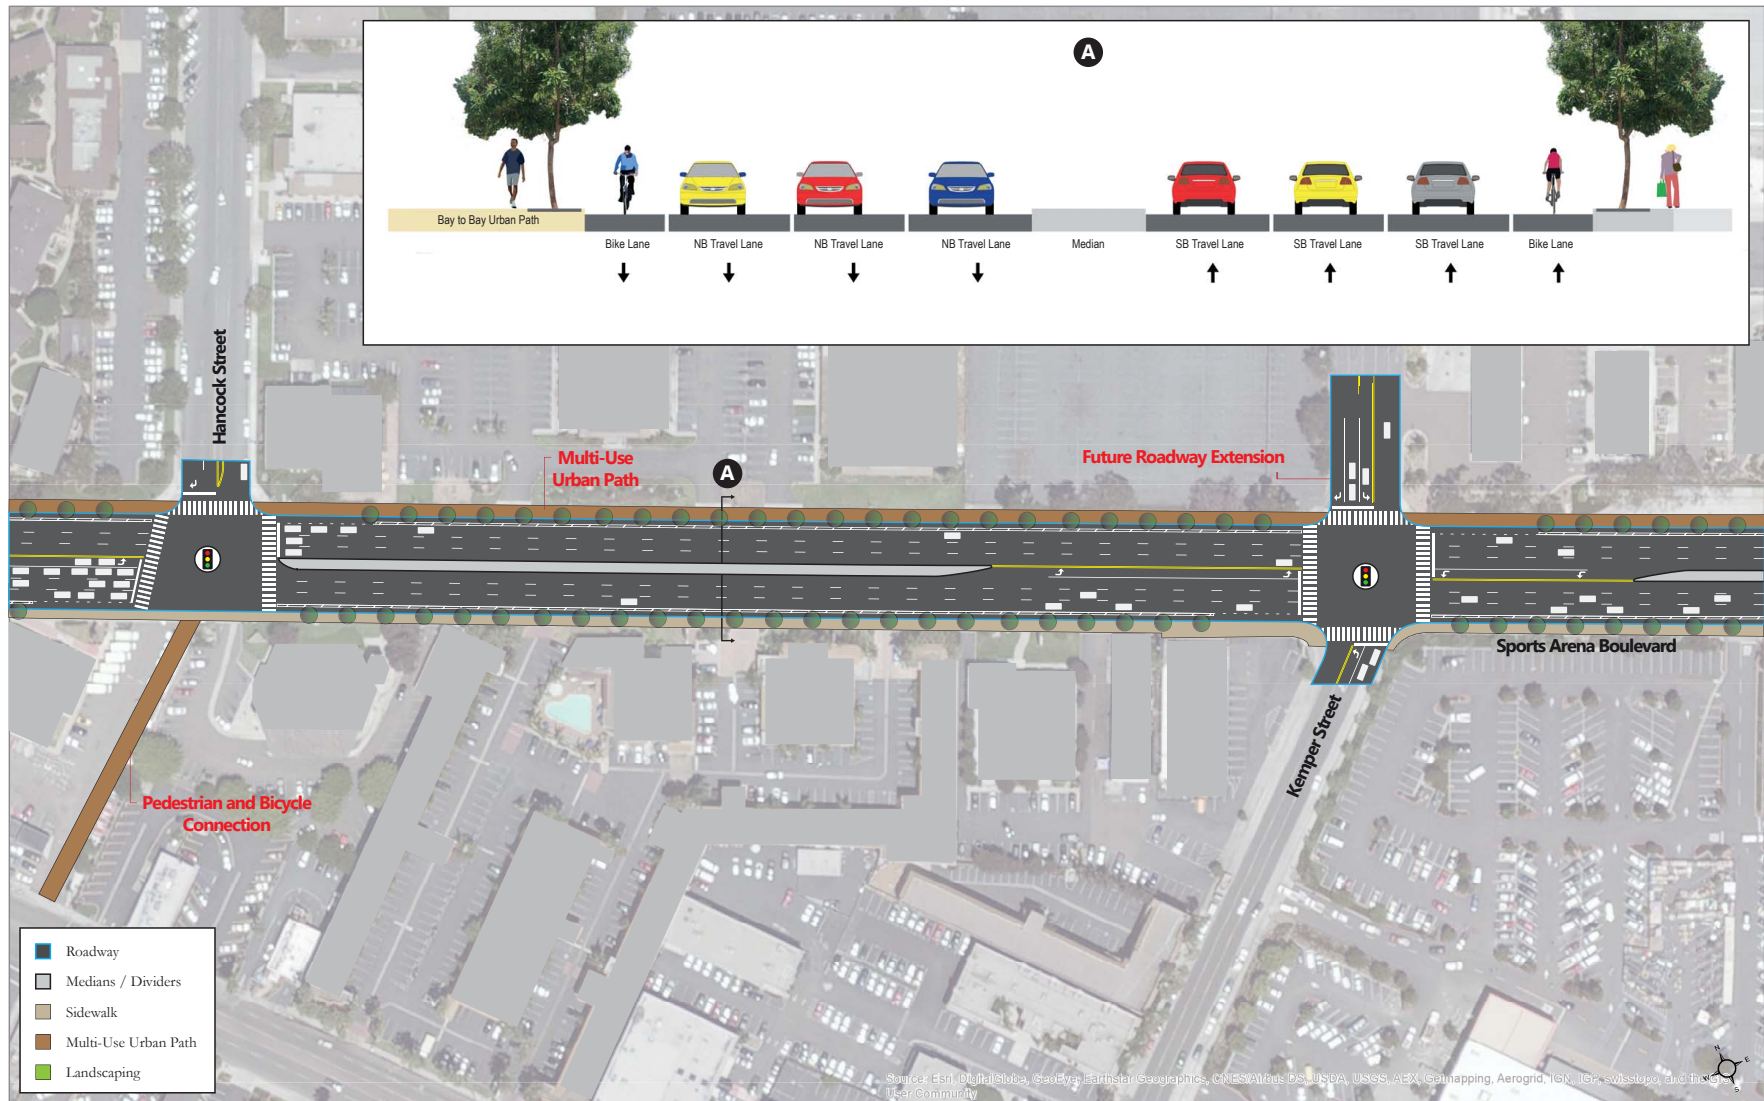 A
Bay to Bay Urban Path
Bike Lane
NB Travel Lane
NB Travel Lane
NB Travel Lane
Median
SB Travel Lane
SB Travel Lane
SB Travel Lane
Bike Lane
Hancock Street
Multi-Use
Urban Path
A
Future Roadway Extension
Sports Arena Boulevard
Kemper Street
Pedestrian and Bicycle
Connection
Roadway
Medians / Dividers
Sidewalk
Multi-Use Urban Path
Landscaping
N
E
S
Source: Esri, DigitalGlobe, GeoEye, Earthstar Geographics, CNES/Airbus DS, USDA, USGS, AEX, Getmapping, Aerogrid, IGN, IGP, swisstopo, and the GIS
User Community